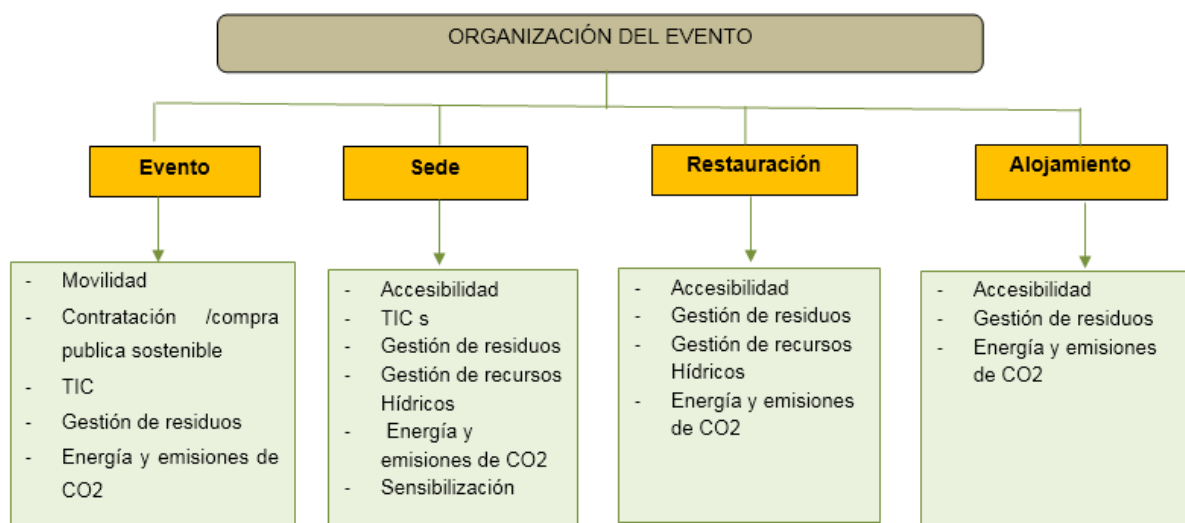 ORGANIZACIÓN DEL EVENTO
Evento
- Movilidad
- Contratación /compra
publica sostenible
- TIC
- Gestión de residuos
- Energía y emisiones de
CO2
Sede
- Accesibilidad
- TIC s
- Gestión de residuos
- Gestión de recursos
Hídricos
- Energía y
emisiones de CO2
- Sensibilización
Restauración
- Accesibilidad
- Gestión de residuos
- Gestión de recursos
Hídricos
- Energía y emisiones
de CO2
Alojamiento
- Accesibilidad
- Gestión de residuos
- Energía y emisiones
de CO2